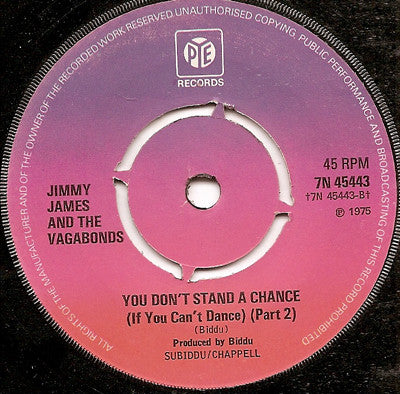 ALL RIGHTS OF THE MANUFACTURER AND OF THE OWNER OF THE RECORDED WORK RESERVED UNAUTHORISED COPYING, PUBLIC PERFORMANCE AND BROADCASTING OF THIS RECORD PROHIBITED
PYE
RECORDS
JIMMY
JAMES
AND THE
VAGABONDS
45 RPM
7N 45443
†7N 45443-B†
℗ 1975
YOU DON'T STAND A CHANCE
(If You Can't Dance) (Part 2)
(Biddu)
Produced by Biddu
SUBIDDU/CHAPPELL